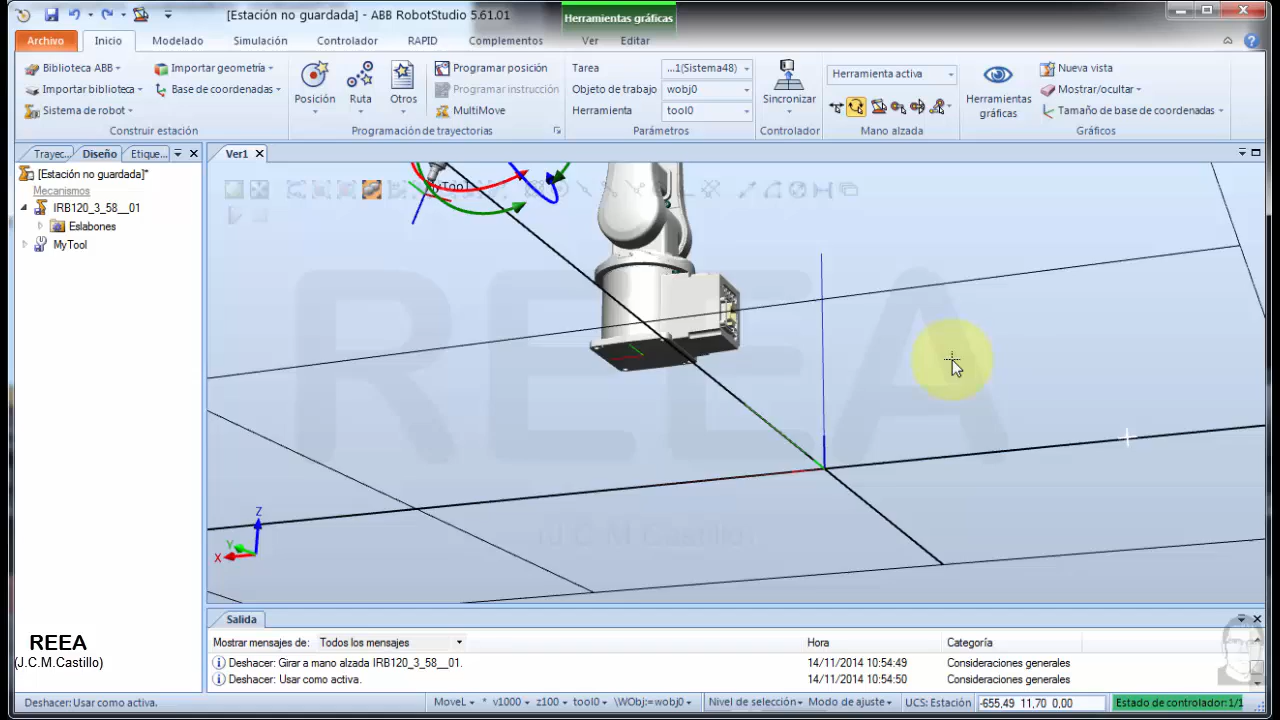 [Estación no guardada] - ABB RobotStudio 5.61.01
Herramientas gráficas
Archivo
Inicio
Modelado
Simulación
Controlador
RAPID
Complementos
Ver
Editar
Biblioteca ABB
Importar geometría
Importar biblioteca
Base de coordenadas
Sistema de robot
Construir estación
Posición
Ruta
Otros
Programar posición
Programar instrucción
MultiMove
Programación de trayectorias
Tarea
...1(Sistema48)
Objeto de trabajo
wobj0
Herramienta
tool0
Parámetros
Sincronizar
Controlador
Herramienta activa
Mano alzada
Herramientas
gráficas
Nueva vista
Mostrar/ocultar
Tamaño de base de coordenadas
Gráficos
Trayec...
Diseño
Etique...
Ver1
[Estación no guardada]*
Mecanismos
IRB120_3_58__01
Eslabones
MyTool
MyTool
REEA
(J.C.M.Castillo)
Z
Y
X
REEA
(J.C.M.Castillo)
Salida
Mostrar mensajes de:
Todos los mensajes
Hora
Categoría
Deshacer: Girar a mano alzada IRB120_3_58__01.
14/11/2014 10:54:49
Consideraciones generales
Deshacer: Usar como activa.
14/11/2014 10:54:50
Consideraciones generales
Deshacer: Usar como activa.
MoveL
* v1000
z100
tool0
\WObj:=wobj0
Nivel de selección
Modo de ajuste
UCS: Estación
-655,49 11,70 0,00
Estado de controlador: 1/1